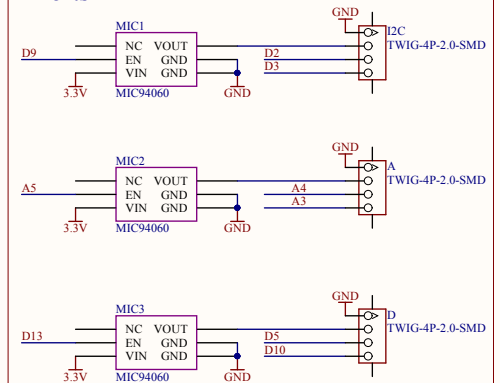 MIC1
GND
I2C
NC VOUT
TWIG-4P-2.0-SMD
D9
EN GND
D2
VIN GND
D3
3.3V
MIC94060
GND
MIC2
GND
A
NC VOUT
TWIG-4P-2.0-SMD
A5
EN GND
A4
VIN GND
A3
3.3V
MIC94060
GND
MIC3
GND
D
NC VOUT
TWIG-4P-2.0-SMD
D13
EN GND
D5
VIN GND
D10
3.3V
MIC94060
GND